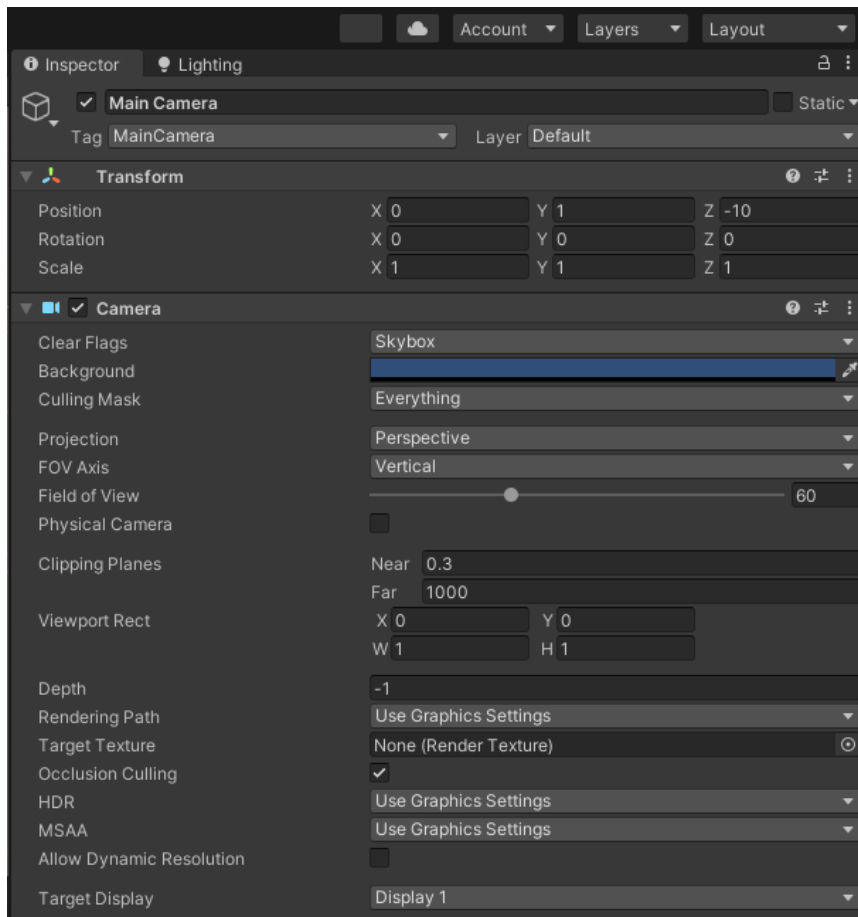 Account Layers Layout
Inspector Lighting
Main Camera Static
Tag MainCamera Layer Default
Transform
Position X 0 Y 1 Z -10
Rotation X 0 Y 0 Z 0
Scale X 1 Y 1 Z 1
Camera
Clear Flags Skybox
Background
Culling Mask Everything
Projection Perspective
FOV Axis Vertical
Field of View 60
Physical Camera
Clipping Planes Near 0.3
Far 1000
Viewport Rect X 0 Y 0
W 1 H 1
Depth -1
Rendering Path Use Graphics Settings
Target Texture None (Render Texture)
Occlusion Culling
HDR Use Graphics Settings
MSAA Use Graphics Settings
Allow Dynamic Resolution
Target Display Display 1